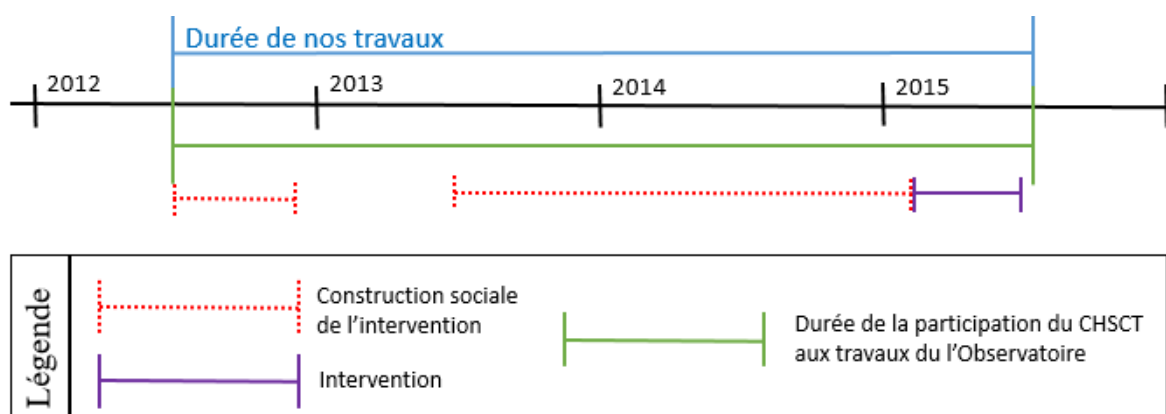 Durée de nos travaux
2012
2013
2014
2015
Légende
Construction sociale
de l'intervention
Intervention
Durée de la participation du CHSCT
aux travaux du l'Observatoire